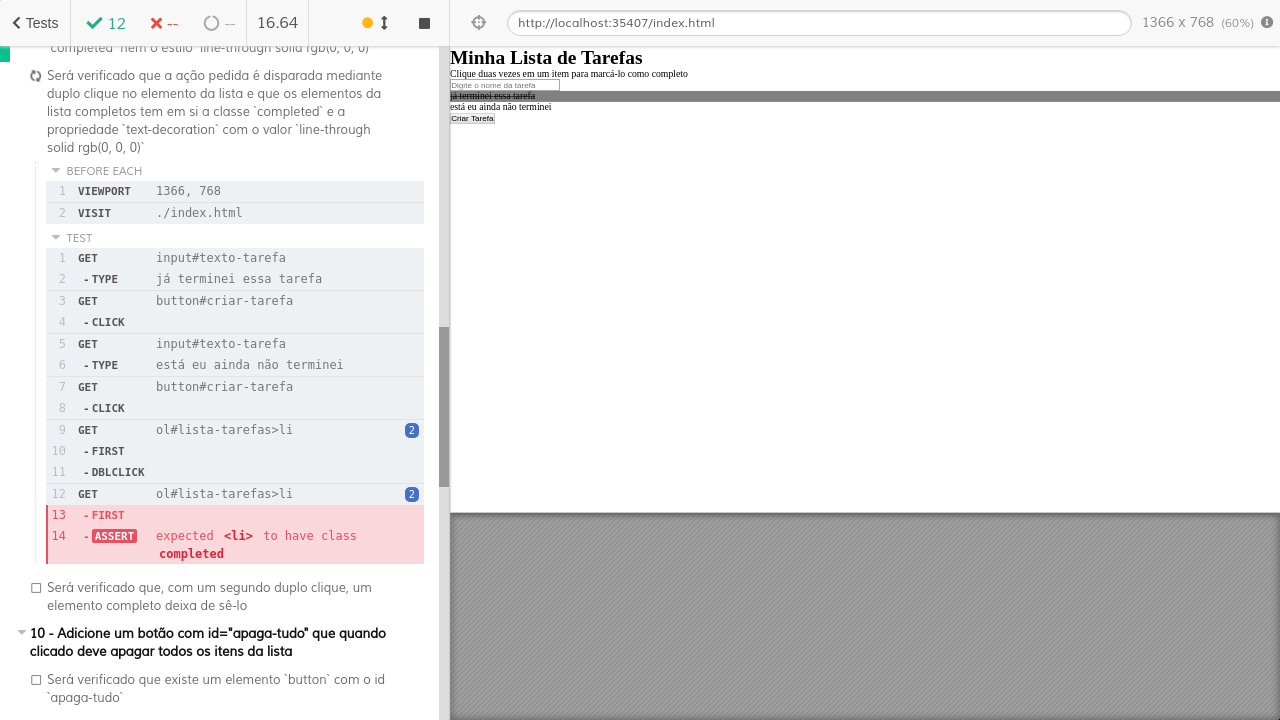 Tests
12
--
--
16.64
http://localhost:35407/index.html
1366 x 768 (60%)
`completed` nem o estilo `line-through solid rgb(0, 0, 0)`
Será verificado que a ação pedida é disparada mediante
duplo clique no elemento da lista e que os elementos da
lista completos tem em si a classe `completed` e a
propriedade `text-decoration` com o valor `line-through
solid rgb(0, 0, 0)`
BEFORE EACH
1 VIEWPORT 1366, 768
2 VISIT ./index.html
TEST
1 GET input#texto-tarefa
2 -TYPE já terminei essa tarefa
3 GET button#criar-tarefa
4 -CLICK
5 GET input#texto-tarefa
6 -TYPE está eu ainda não terminei
7 GET button#criar-tarefa
8 -CLICK
9 GET ol#lista-tarefas>li 2
10 -FIRST
11 -DBLCLICK
12 GET ol#lista-tarefas>li 2
13 -FIRST
14 -ASSERT expected <li> to have class
completed
Será verificado que, com um segundo duplo clique, um
elemento completo deixa de sê-lo
10 - Adicione um botão com id="apaga-tudo" que quando
clicado deve apagar todos os itens da lista
Será verificado que existe um elemento `button` com o id
`apaga-tudo`
Minha Lista de Tarefas
Clique duas vezes em um item para marcá-lo como completo
Digite o nome da tarefa
já terminei essa tarefa
está eu ainda não terminei
Criar Tarefa